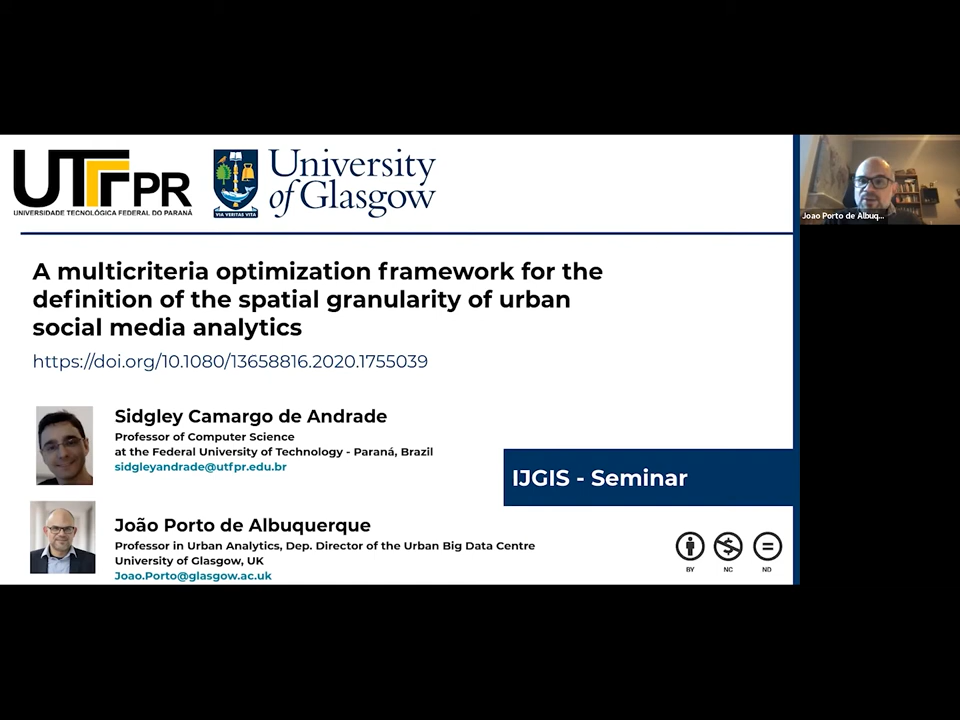 UTFPR
UNIVERSIDADE TECNOLÓGICA FEDERAL DO PARANÁ
VIA VERITAS VITA
University
of Glasgow
Joao Porto de Albuq...
A multicriteria optimization framework for the
definition of the spatial granularity of urban
social media analytics
https://doi.org/10.1080/13658816.2020.1755039
Sidgley Camargo de Andrade
Professor of Computer Science
at the Federal University of Technology - Paraná, Brazil
sidgleyandrade@utfpr.edu.br
IJGIS - Seminar
João Porto de Albuquerque
Professor in Urban Analytics, Dep. Director of the Urban Big Data Centre
University of Glasgow, UK
Joao.Porto@glasgow.ac.uk
BY NC ND